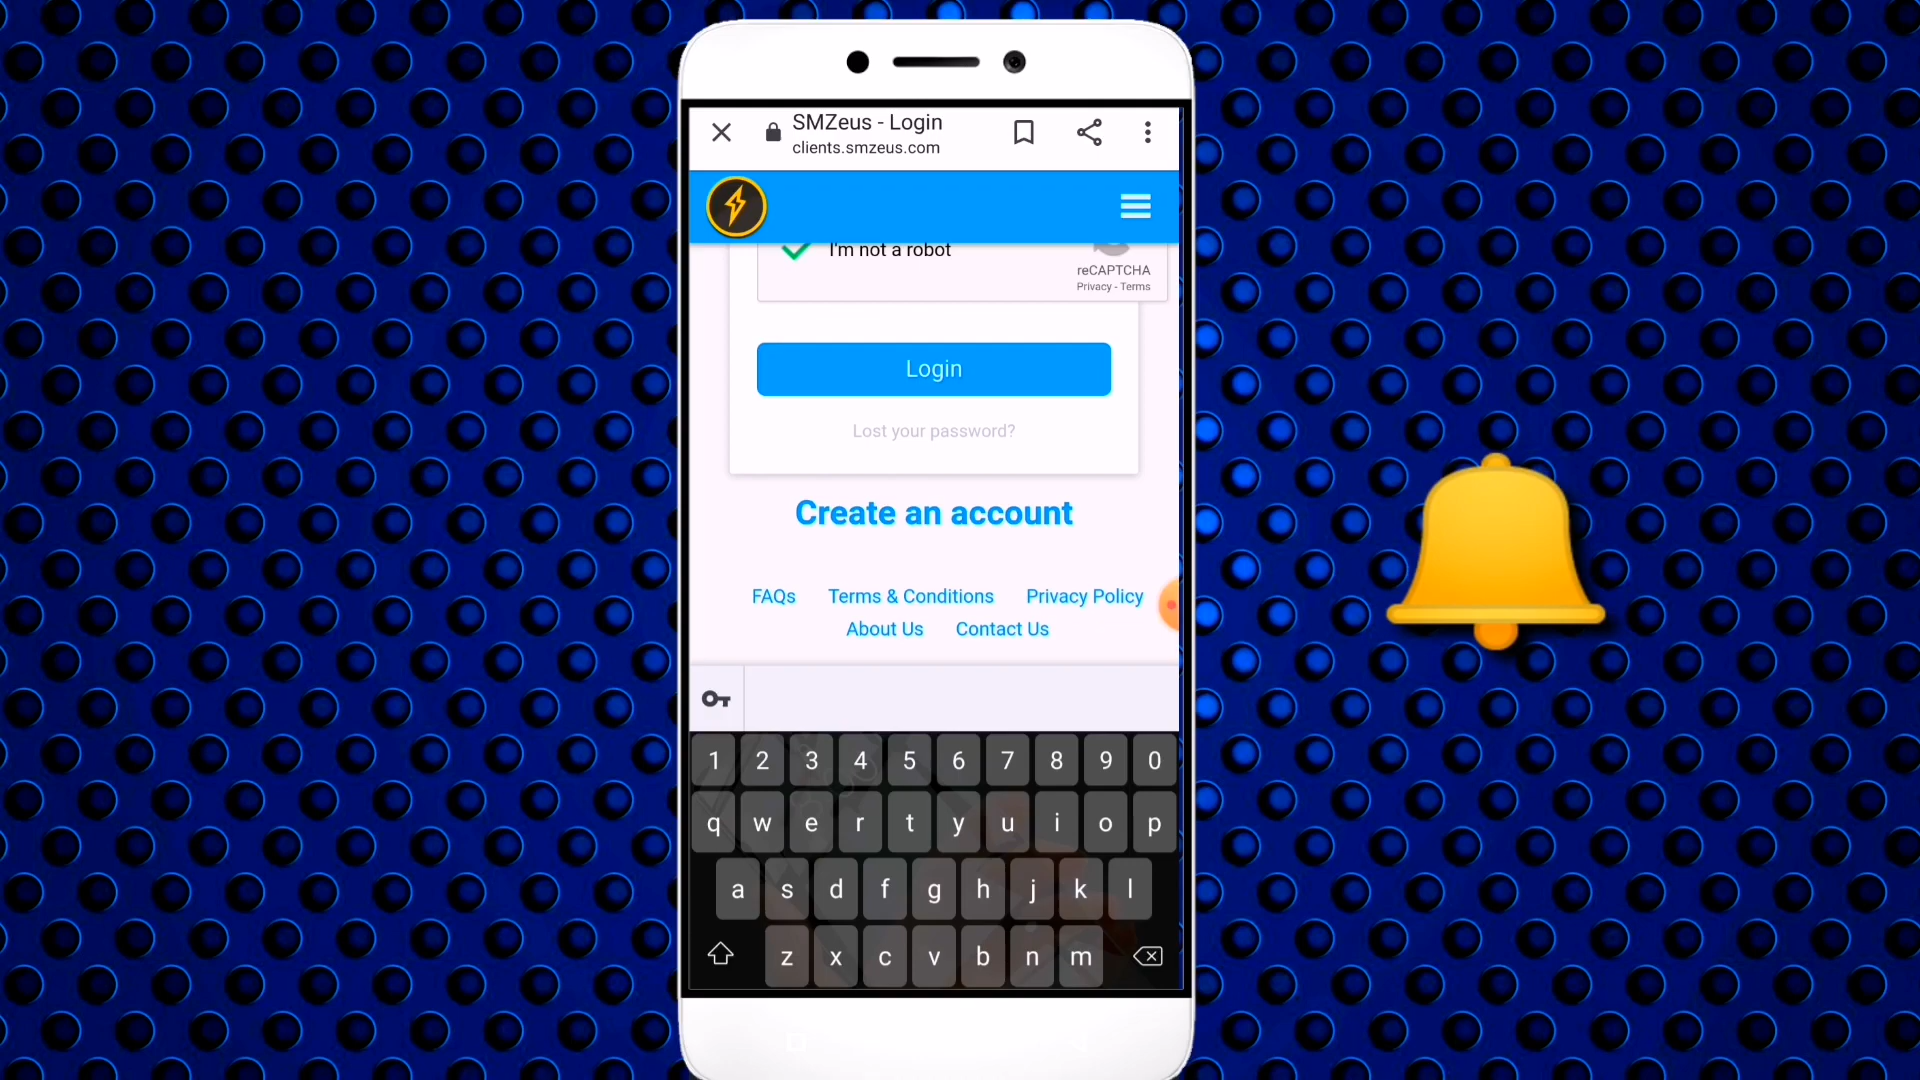 SMZeus - Login
clients.smzeus.com
I'm not a robot
reCAPTCHA
Privacy - Terms
Login
Lost your password?
Create an account
FAQs Terms & Conditions Privacy Policy
About Us Contact Us
1 2 3 4 5 6 7 8 9 0
q w e r t y u i o p
a s d f g h j k l
z x c v b n m